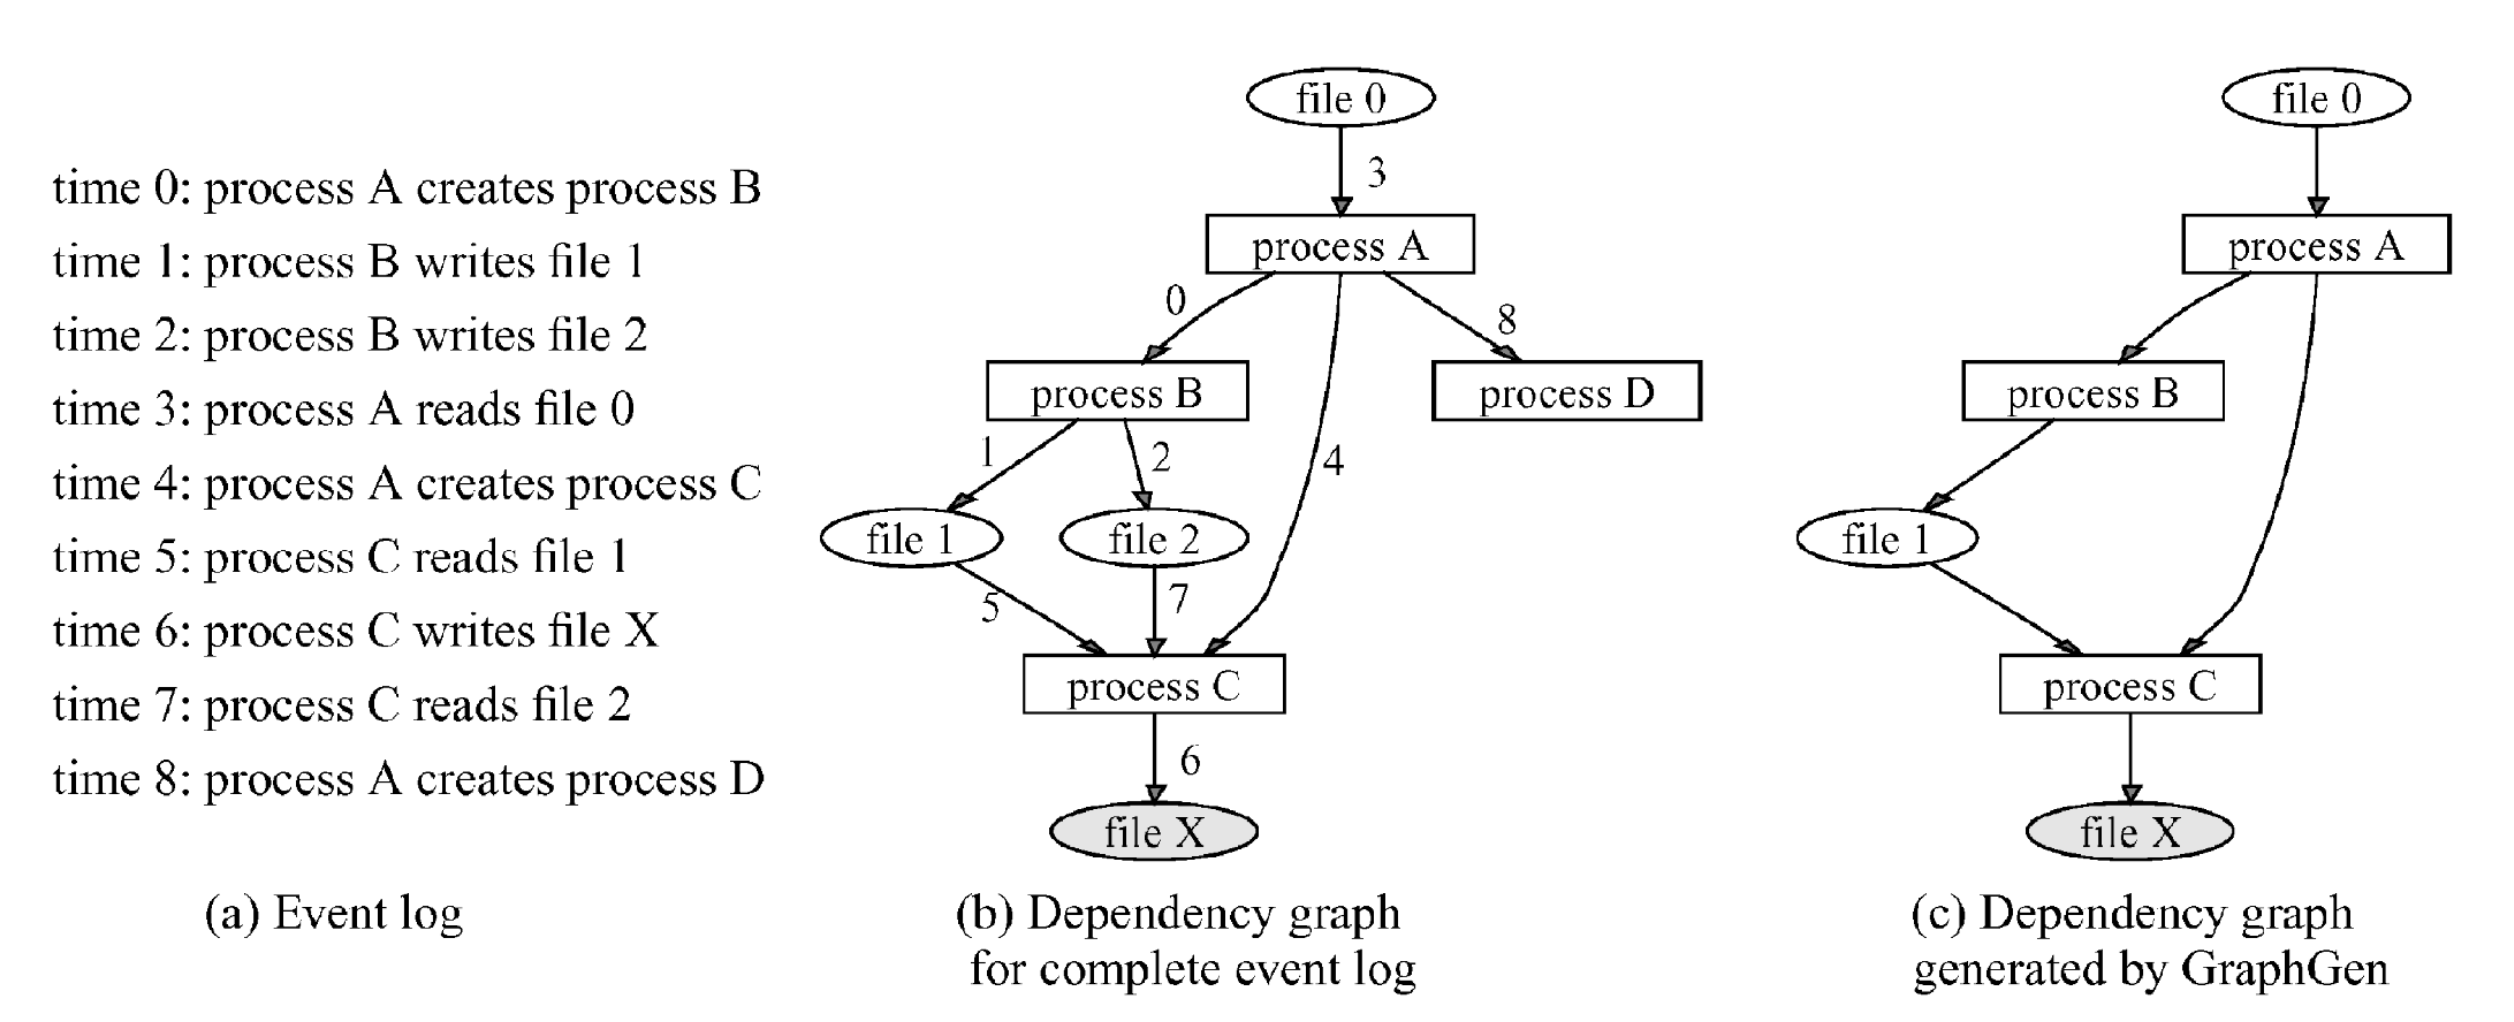 time 0: process A creates process B
time 1: process B writes file 1
time 2: process B writes file 2
time 3: process A reads file 0
time 4: process A creates process C
time 5: process C reads file 1
time 6: process C writes file X
time 7: process C reads file 2
time 8: process A creates process D
(a) Event log
file 0
3
process A
0
8
process B
process D
1
2
4
file 1
file 2
5
7
process C
6
file X
(b) Dependency graph
for complete event log
file 0
process A
process B
file 1
process C
file X
(c) Dependency graph
generated by GraphGen